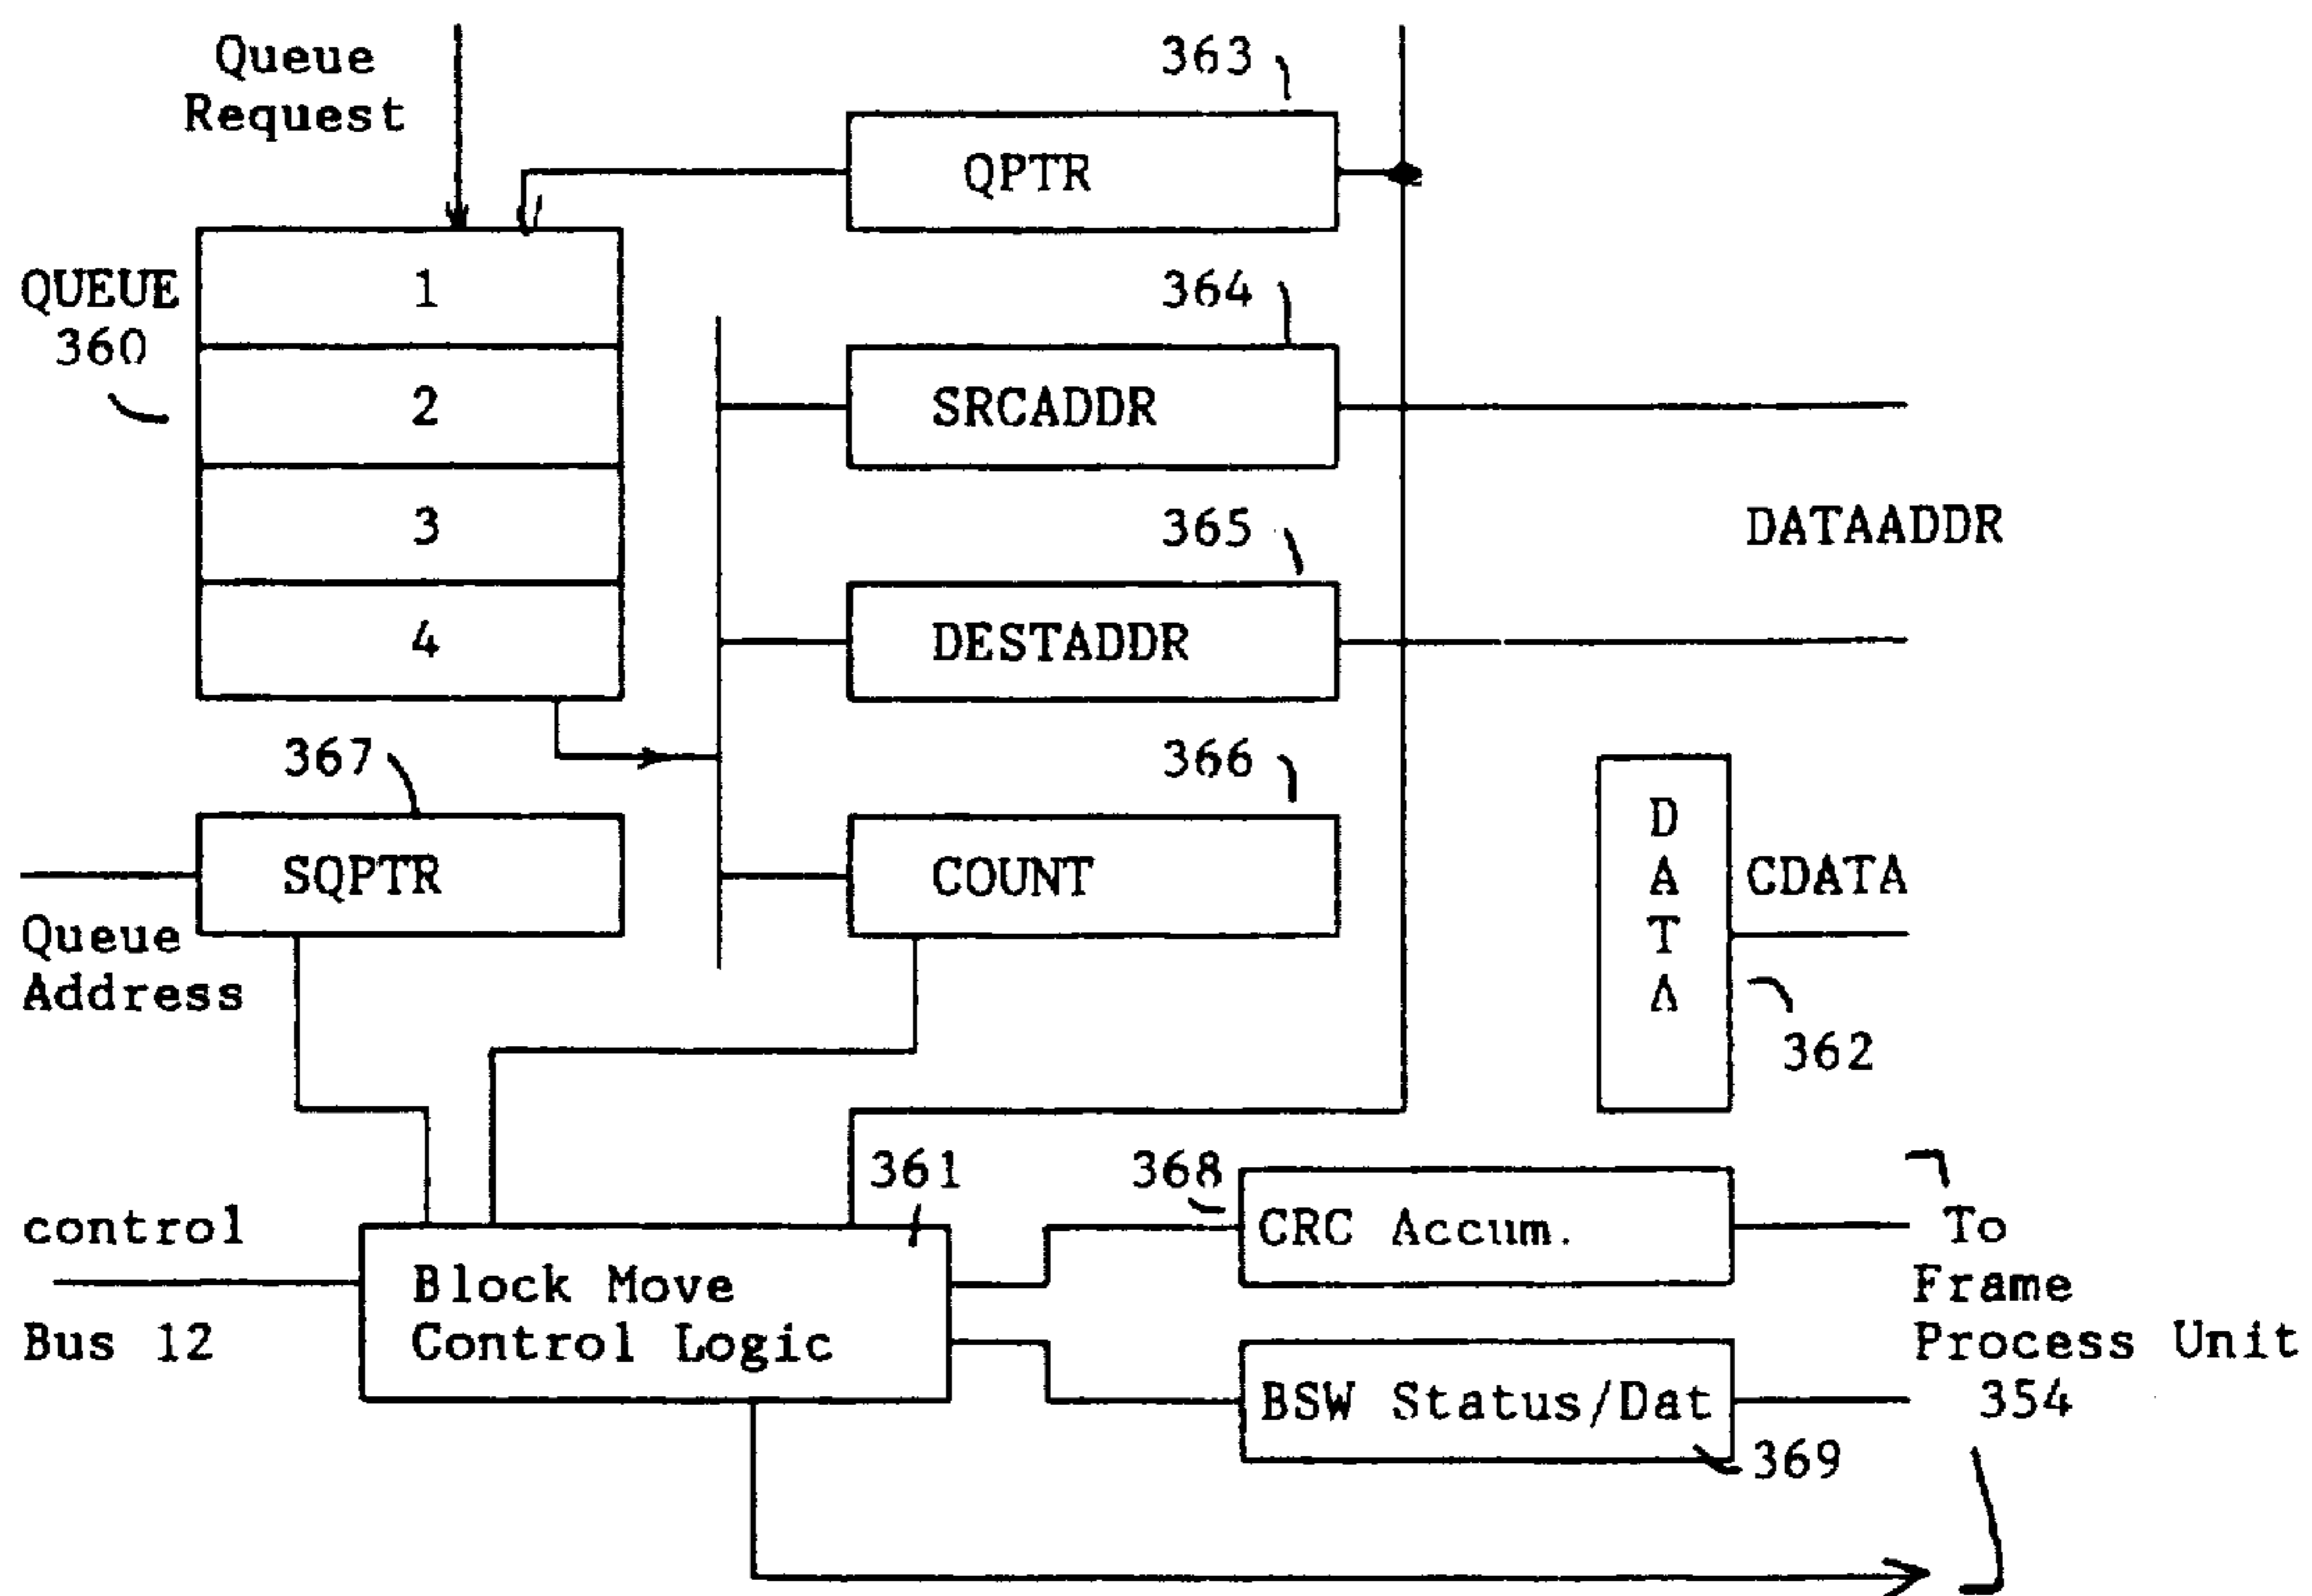 Queue
Request
363
QPTR
QUEUE
360
1
2
3
4
364
SRCADDR
365
DATAADDR
DESTADDR
367
366
SQPTR
COUNT
D
A
T
A
CDATA
Queue
Address
362
361
368
control
Bus 12
Block Move
Control Logic
CRC Accum.
BSW Status/Dat
369
To
Frame
Process Unit
354